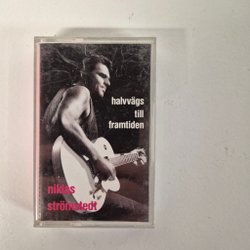 halvvägs
till
framtiden
niklas
strömstedt